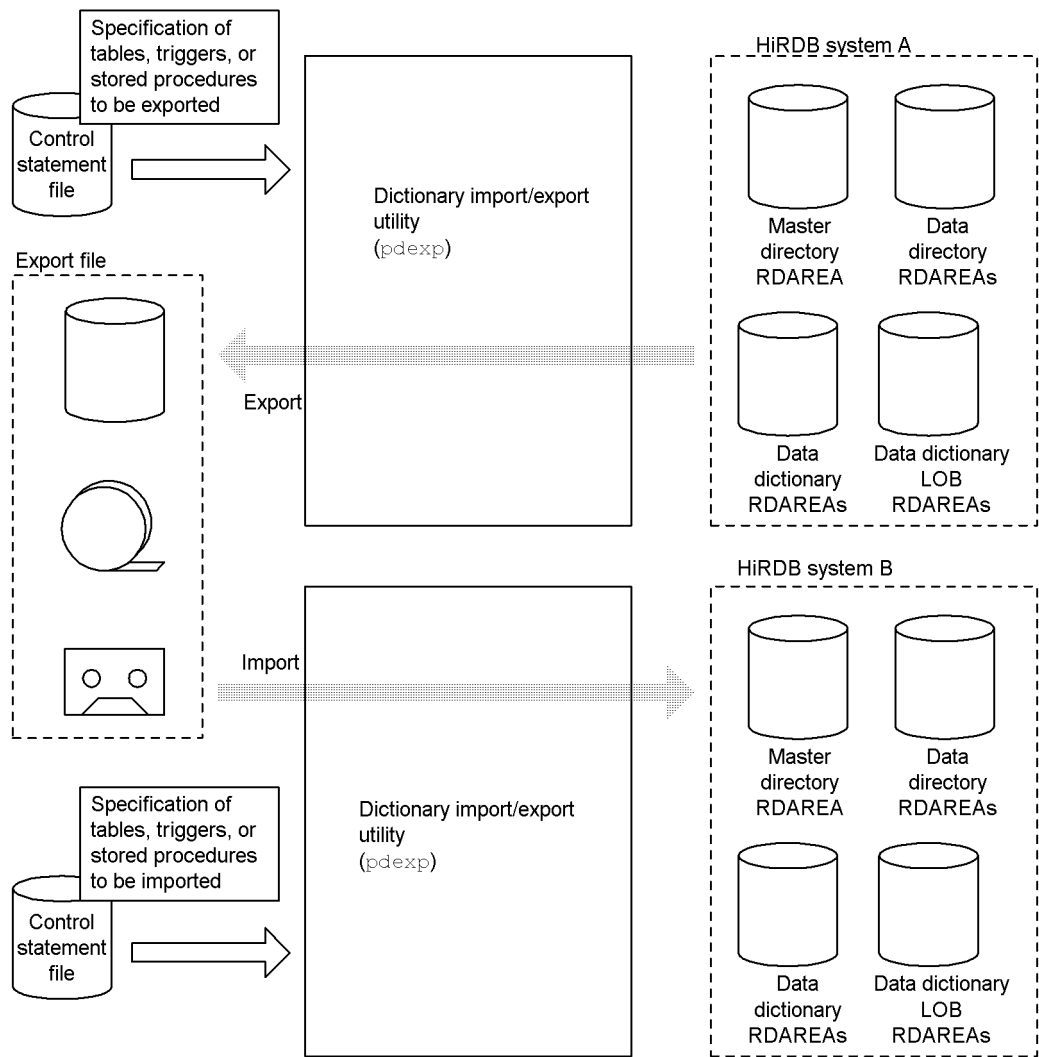 Specification of
tables, triggers, or
stored procedures
to be exported
Control
statement
file
Dictionary import/export
utility
(pdexp)
HiRDB system A
Master
directory
RDAREA
Data
directory
RDAREAs
Data
dictionary
RDAREAs
Data dictionary
LOB
RDAREAs
Export file
Export
Import
HiRDB system B
Master
directory
RDAREA
Data
directory
RDAREAs
Data
dictionary
RDAREAs
Data dictionary
LOB
RDAREAs
Dictionary import/export
utility
(pdexp)
Specification of
tables, triggers, or
stored procedures
to be imported
Control
statement
file